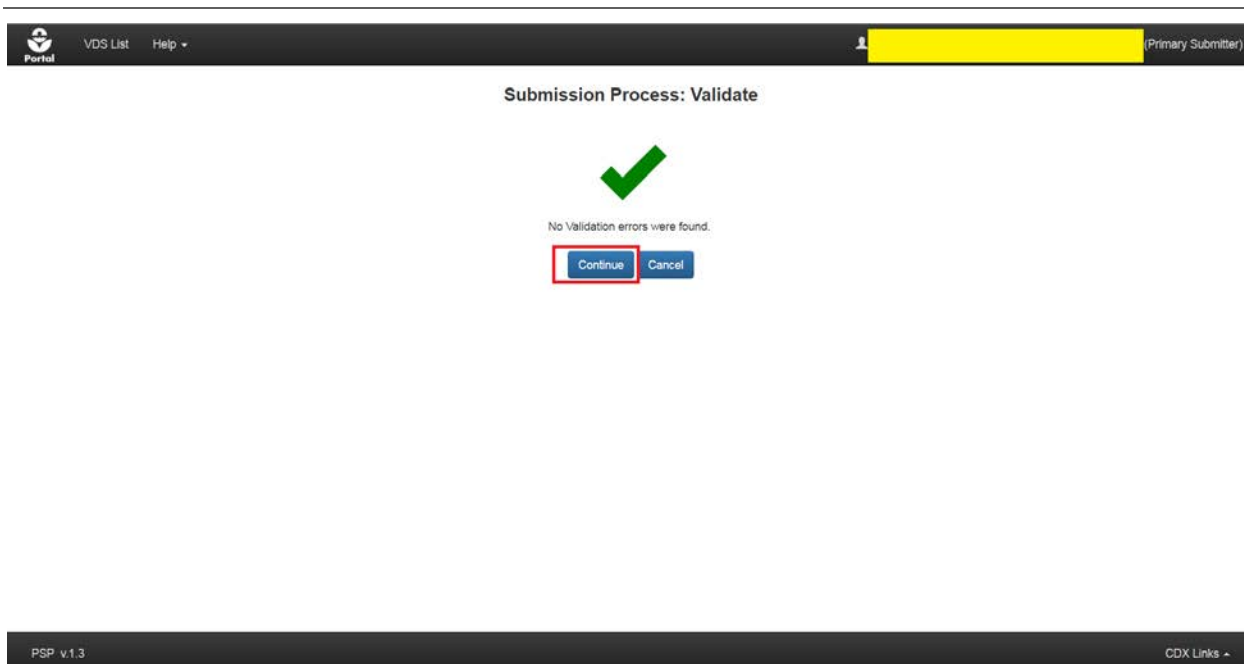 VDS List Help
(Primary Submitter)
Portal
Submission Process: Validate
No Validation errors were found.
Continue Cancel
PSP v.1.3 CDX Links